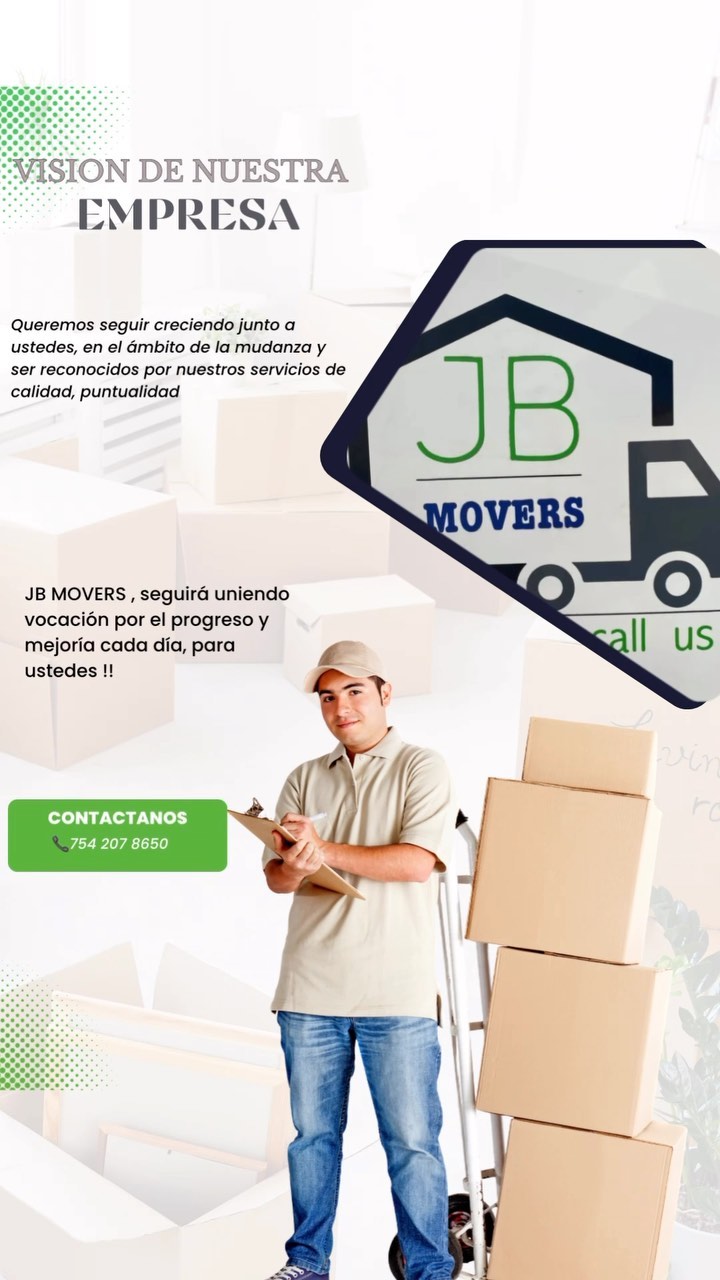 VISION DE NUESTRA
EMPRESA
Queremos seguir creciendo junto a
ustedes, en el ámbito de la mudanza y
ser reconocidos por nuestros servicios de
calidad, puntualidad
JB
MOVERS
call us
JB MOVERS , seguirá uniendo
vocación por el progreso y
mejoría cada día, para
ustedes !!
CONTACTANOS
📞754 207 8650